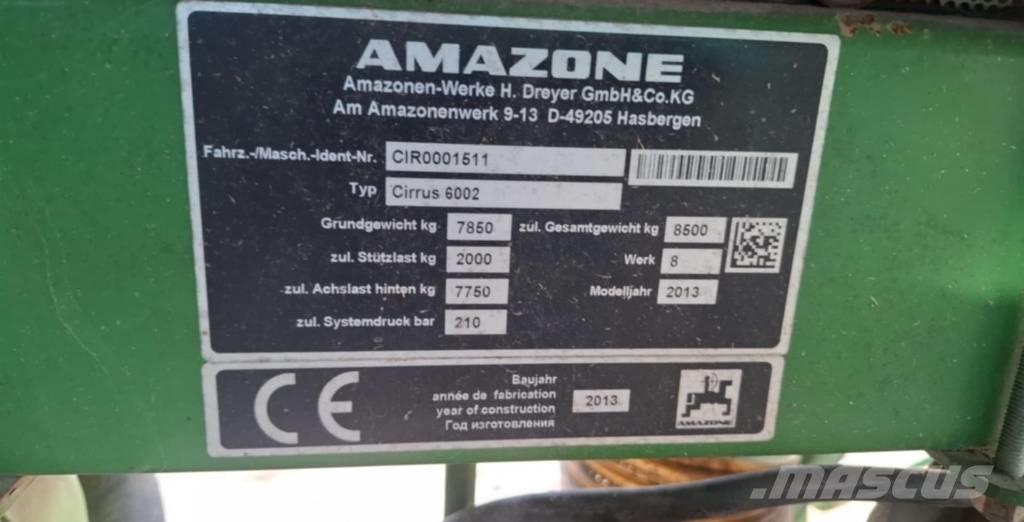 AMAZONE
Amazonen-Werke H. Dreyer GmbH&Co.KG
Am Amazonenwerk 9-13 D-49205 Hasbergen
Fahrz.-/Masch.-Ident-Nr. CIR0001511
Typ Cirrus 6002
Grundgewicht kg 7850 zul. Gesamtgewicht kg 8500
zul. Stützlast kg 2000 Werk 8
zul. Achslast hinten kg 7750 Modelljahr 2013
zul. Systemdruck bar 210
CE
Baujahr
année de fabrication
year of construction
Год изготовления
2013
AMAZONE
MASCUS